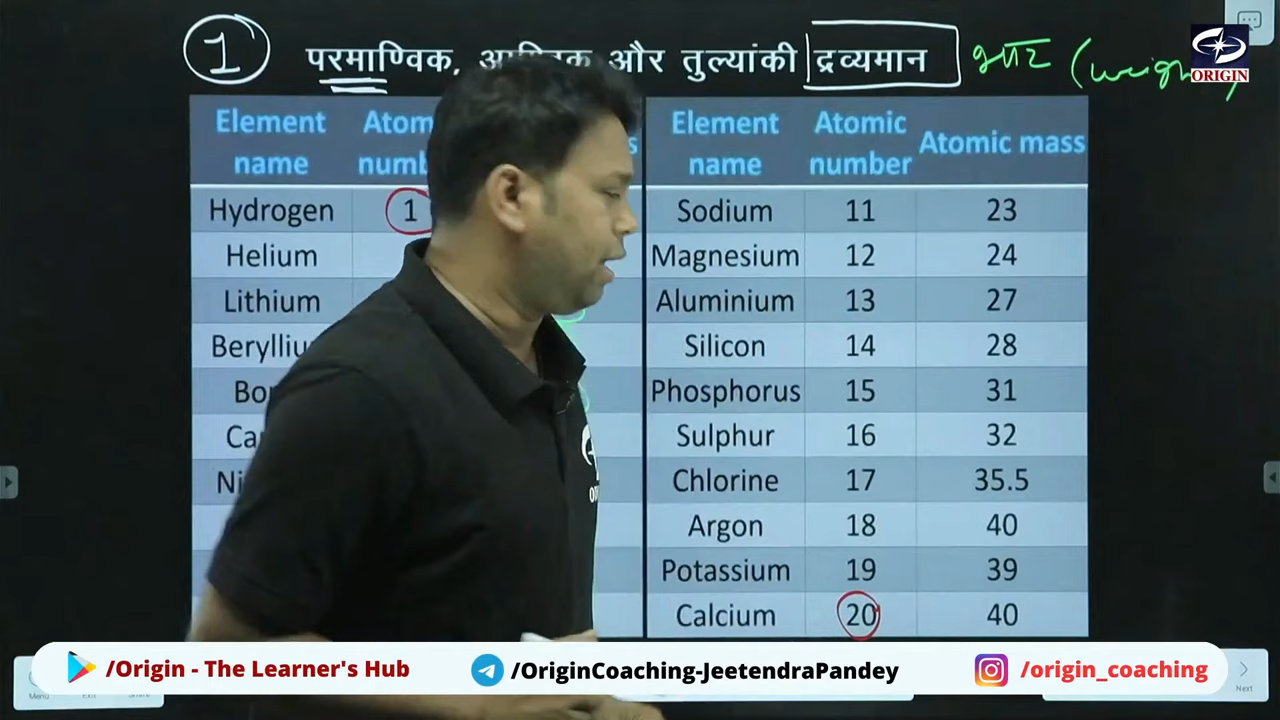 1 परमाण्विक, आण्विक और तुल्यांकी द्रव्यमान भार
ORIGIN
Element name
Element name Atomic number Atomic mass
Hydrogen 1 Sodium 11 23
Helium Magnesium 12 24
Lithium Aluminium 13 27
Silicon 14 28
Phosphorus 15 31
Sulphur 16 32
Chlorine 17 35.5
Argon 18 40
Potassium 19 39
Calcium 20 40
/Origin - The Learner's Hub /OriginCoaching-JeetendraPandey /origin_coaching
Menu Next